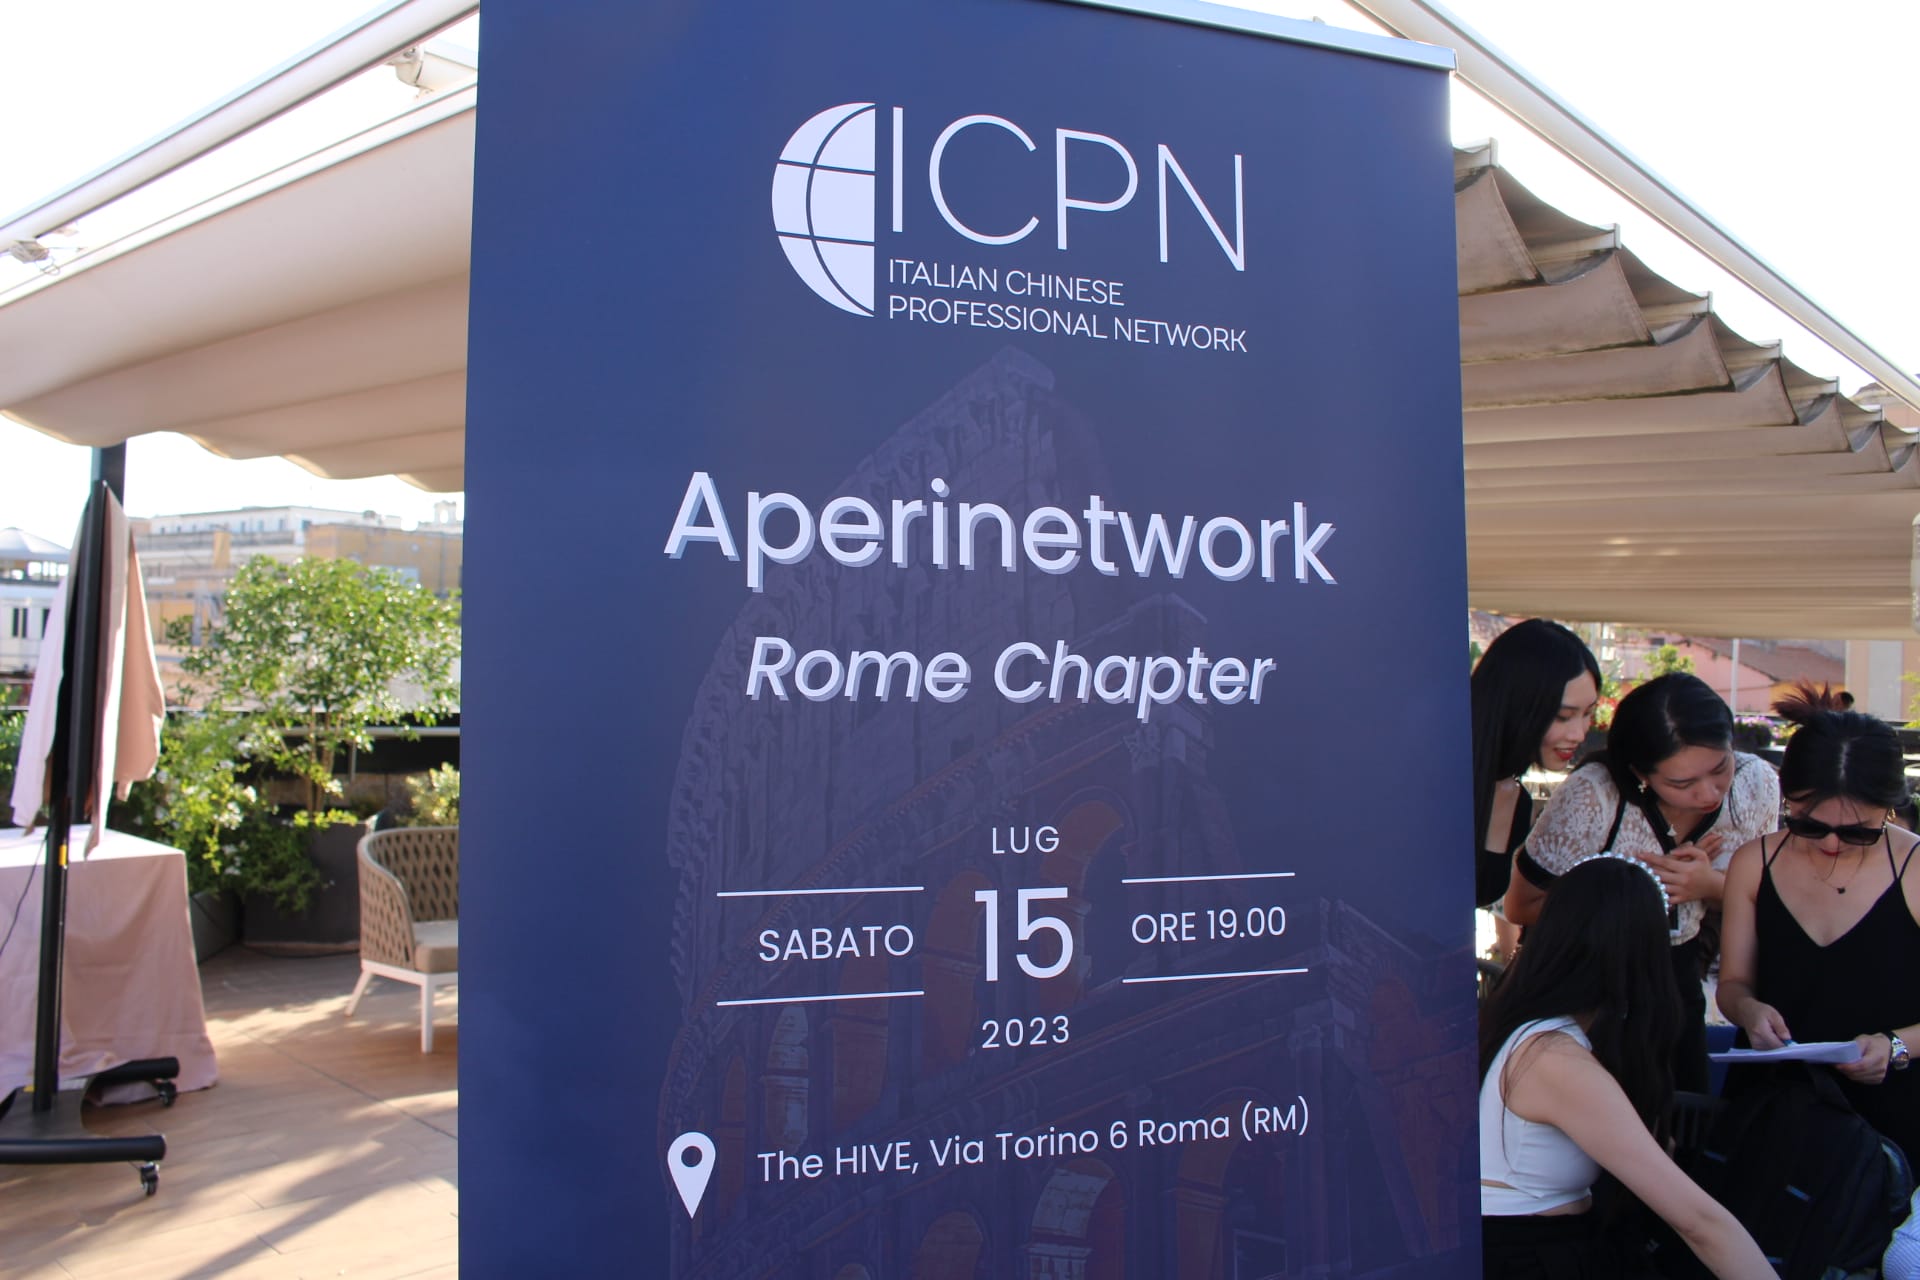 ICPN
ITALIAN CHINESE
PROFESSIONAL NETWORK
Aperinetwork
Rome Chapter
LUG
SABATO 15 ORE 19.00
2023
The HIVE, Via Torino 6 Roma (RM)